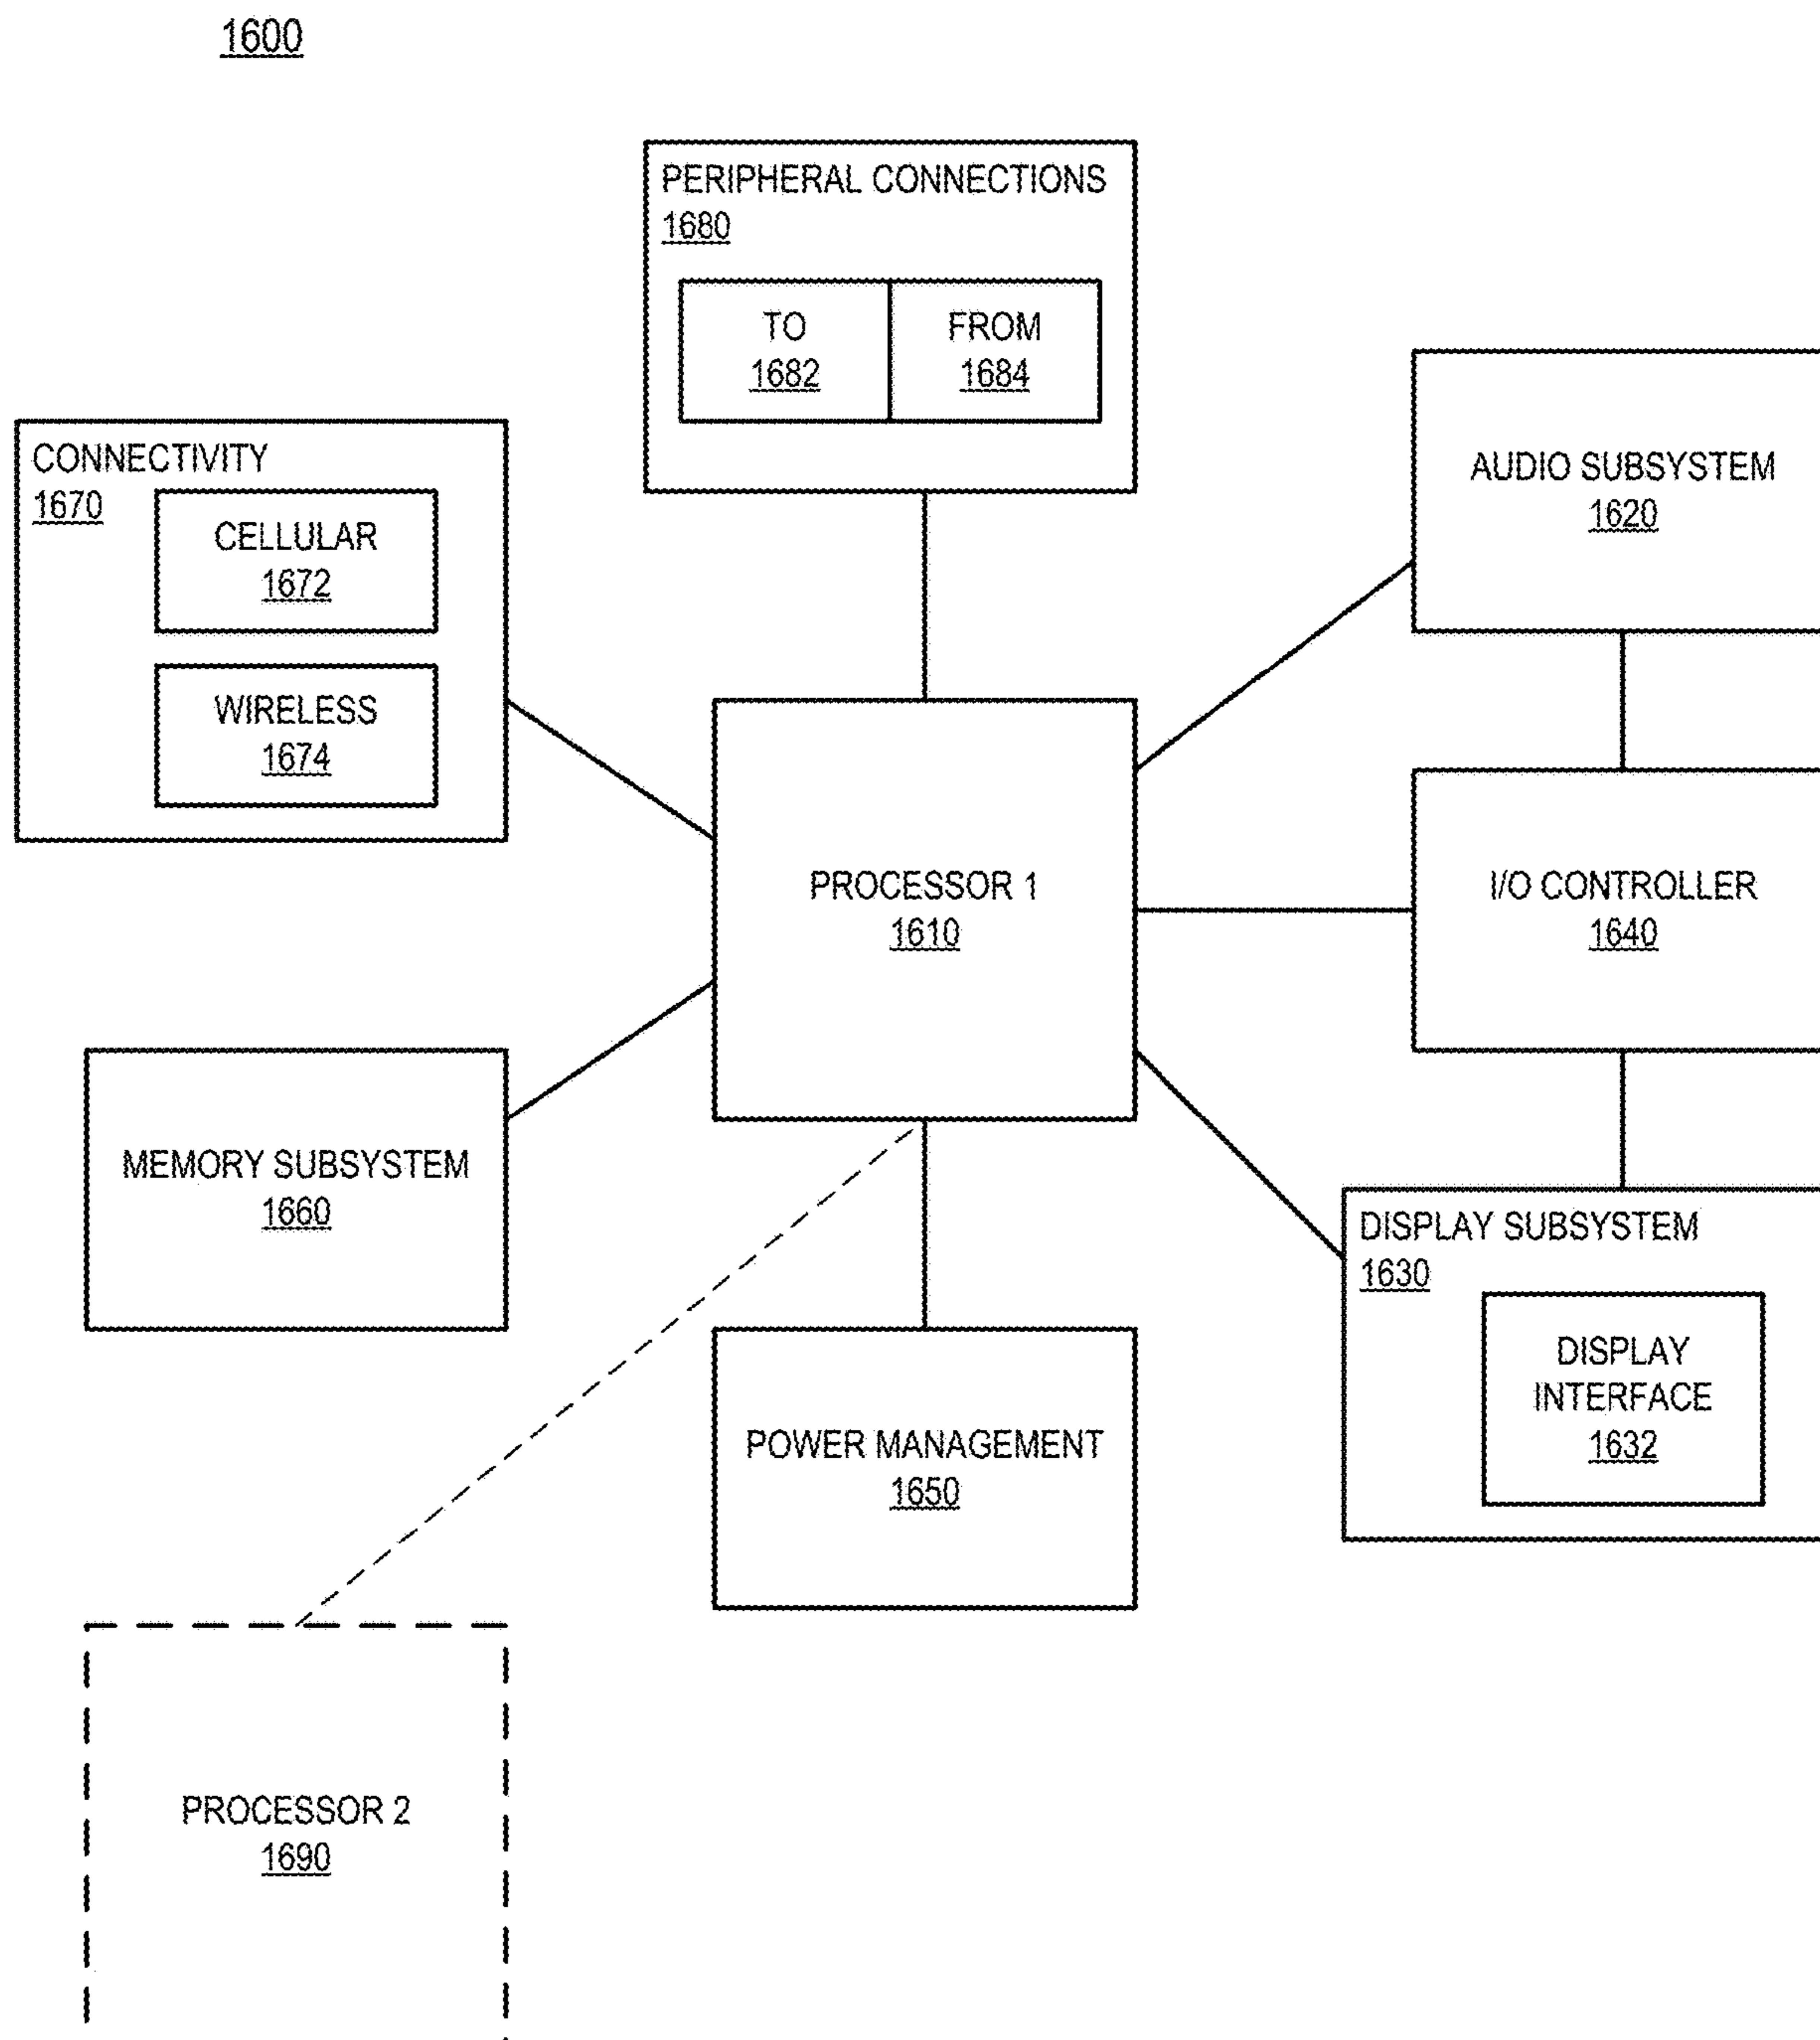 1600
PERIPHERAL CONNECTIONS
1680
TO
1682
FROM
1684
AUDIO SUBSYSTEM
1620
CONNECTIVITY
1670
CELLULAR
1672
WIRELESS
1674
PROCESSOR 1
1610
I/O CONTROLLER
1640
MEMORY SUBSYSTEM
1660
DISPLAY SUBSYSTEM
1630
DISPLAY
INTERFACE
1632
POWER MANAGEMENT
1650
PROCESSOR 2
1690